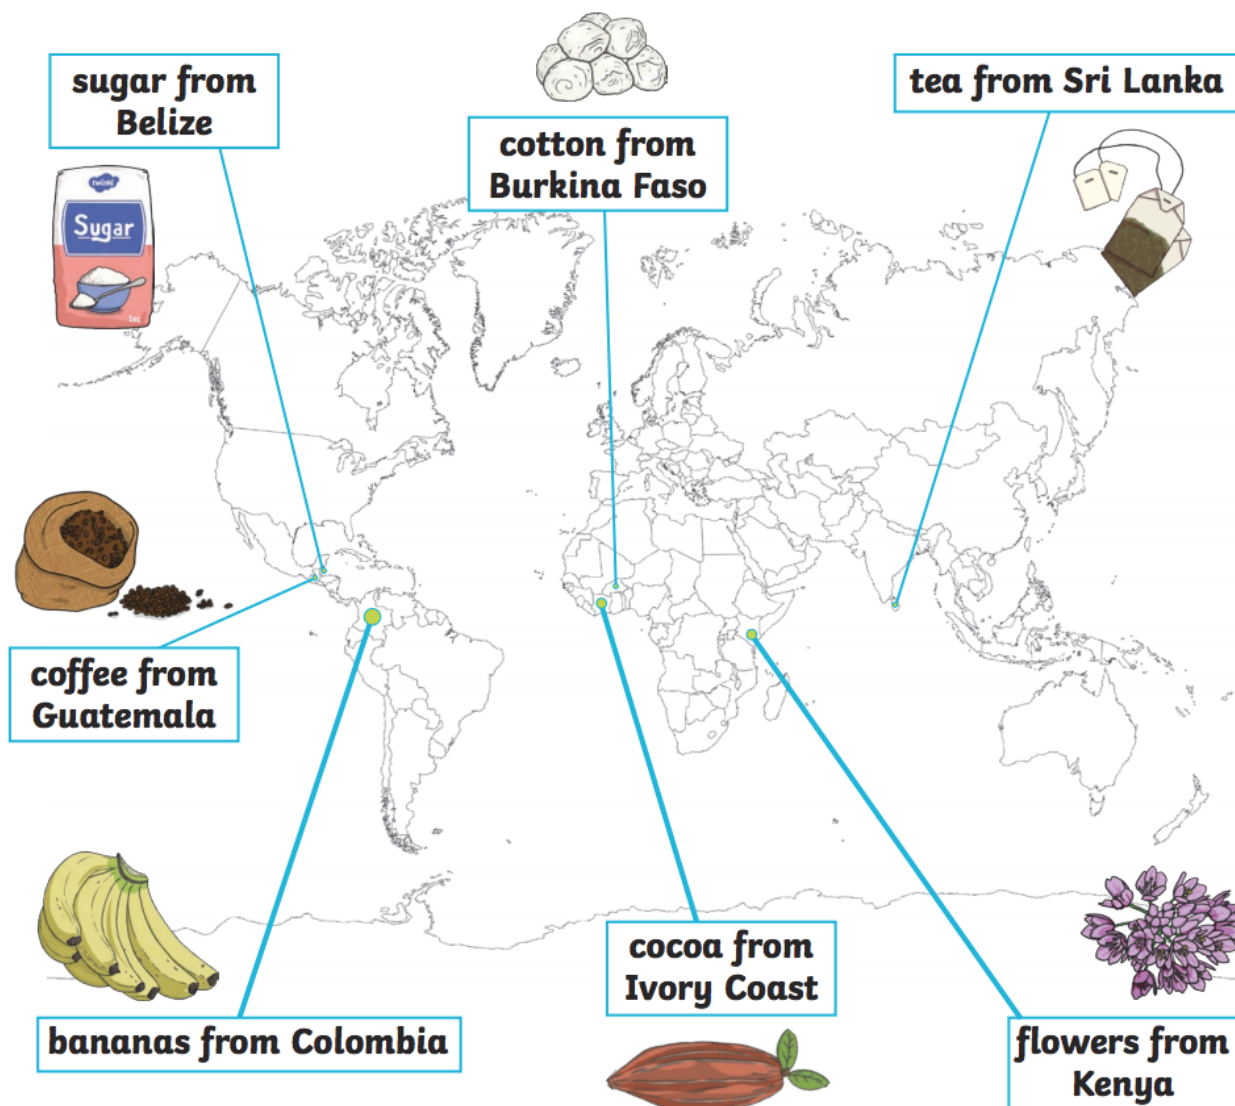 sugar from
Belize
cotton from
Burkina Faso
tea from Sri Lanka
twinkl
Sugar
coffee from
Guatemala
cocoa from
Ivory Coast
bananas from Colombia
flowers from
Kenya